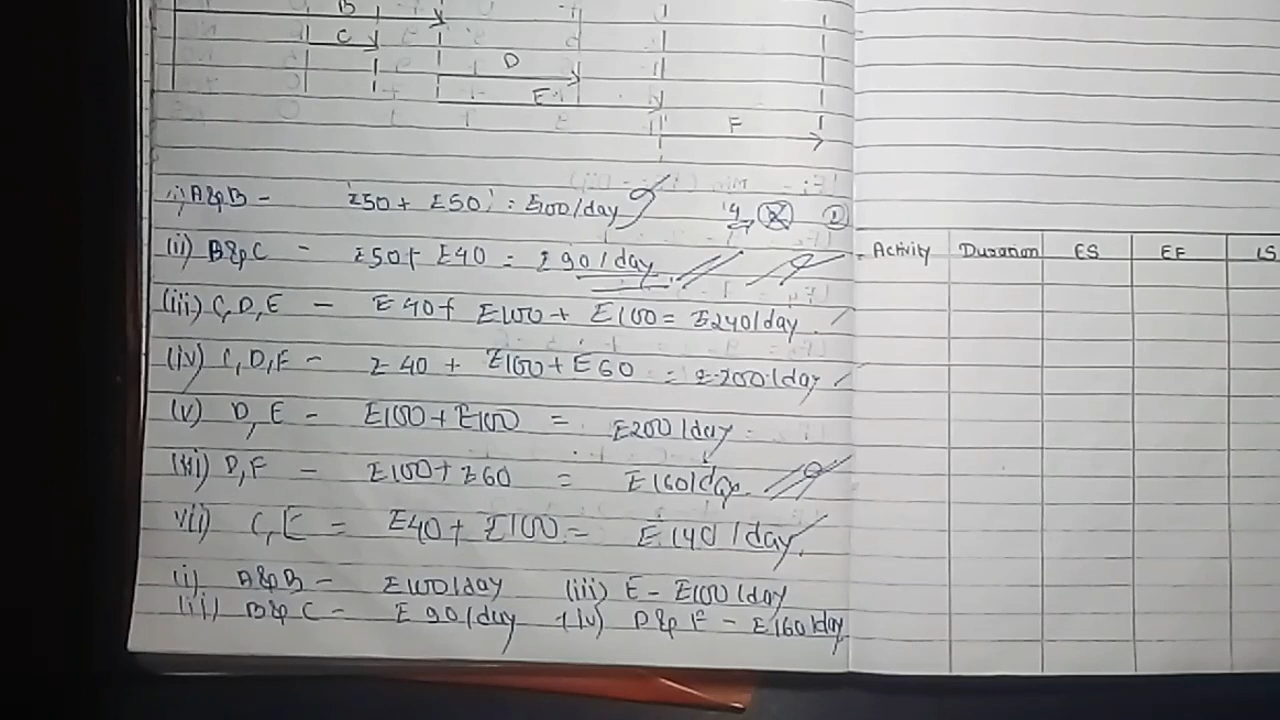 B
C
D
E
F
(i) A & B - £50 + £50 = £100/day
(ii) B & C - £50 + £40 = £90/day
(iii) C, D, E - £40 + £100 + £100 = £240/day
(iv) C, D, F - £40 + £100 + £60 = £200/day
(v) D, E - £100 + £100 = £200/day
(vi) D, F - £100 + £60 = £160/day
vii) C, E = £40 + £100 = £140/day
(i) A & B - £100/day (iii) E - £100/day
(ii) B & C - £90/day (iv) D & F - £160/day
Activity Duration ES EF LS